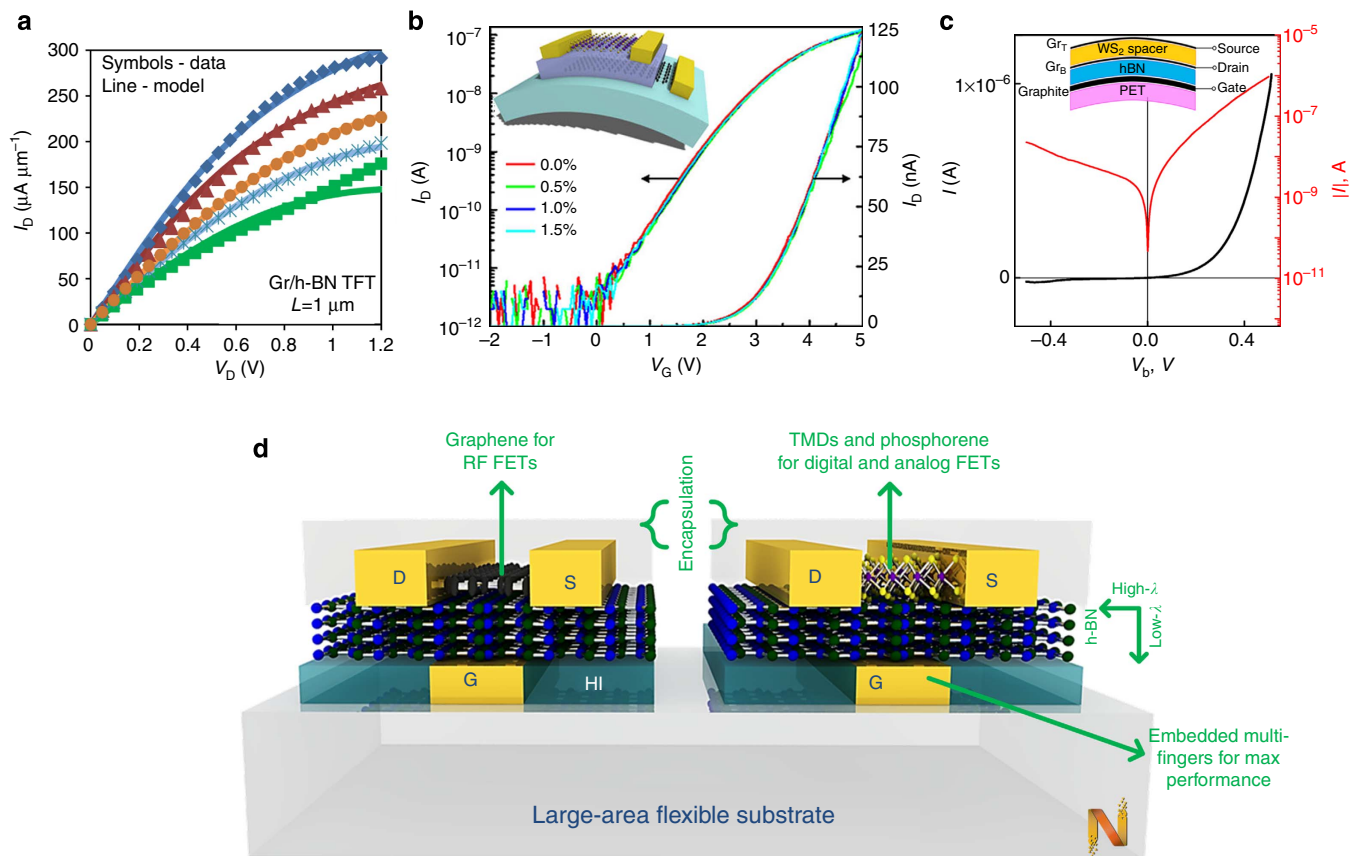 a
300
250
200
150
100
50
0
I_D (μA μm⁻¹)
Symbols - data
Line - model
Gr/h-BN TFT
L=1 μm
0 0.2 0.4 0.6 0.8 1.0 1.2
V_D (V)
b
10⁻⁷
10⁻⁸
10⁻⁹
10⁻¹⁰
10⁻¹¹
10⁻¹²
I_D (A)
0.0%
0.5%
1.0%
1.5%
125
100
75
50
25
0
I_D (nA)
−2 −1 0 1 2 3 4 5
V_G (V)
c
1×10⁻⁶
0
I (A)
Gr_T
Gr_B
Graphite
WS₂ spacer
hBN
PET
Source
Drain
Gate
10⁻⁵
10⁻⁷
10⁻⁹
10⁻¹¹
|I|, A
−0.4 0.0 0.4
V_b, V
d
Graphene for
RF FETs
Encapsulation
TMDs and phosphorene
for digital and analog FETs
D
S
G
HI
D
S
G
h-BN
High-λ
Low-λ
Embedded multi-
fingers for max
performance
Large-area flexible substrate
N